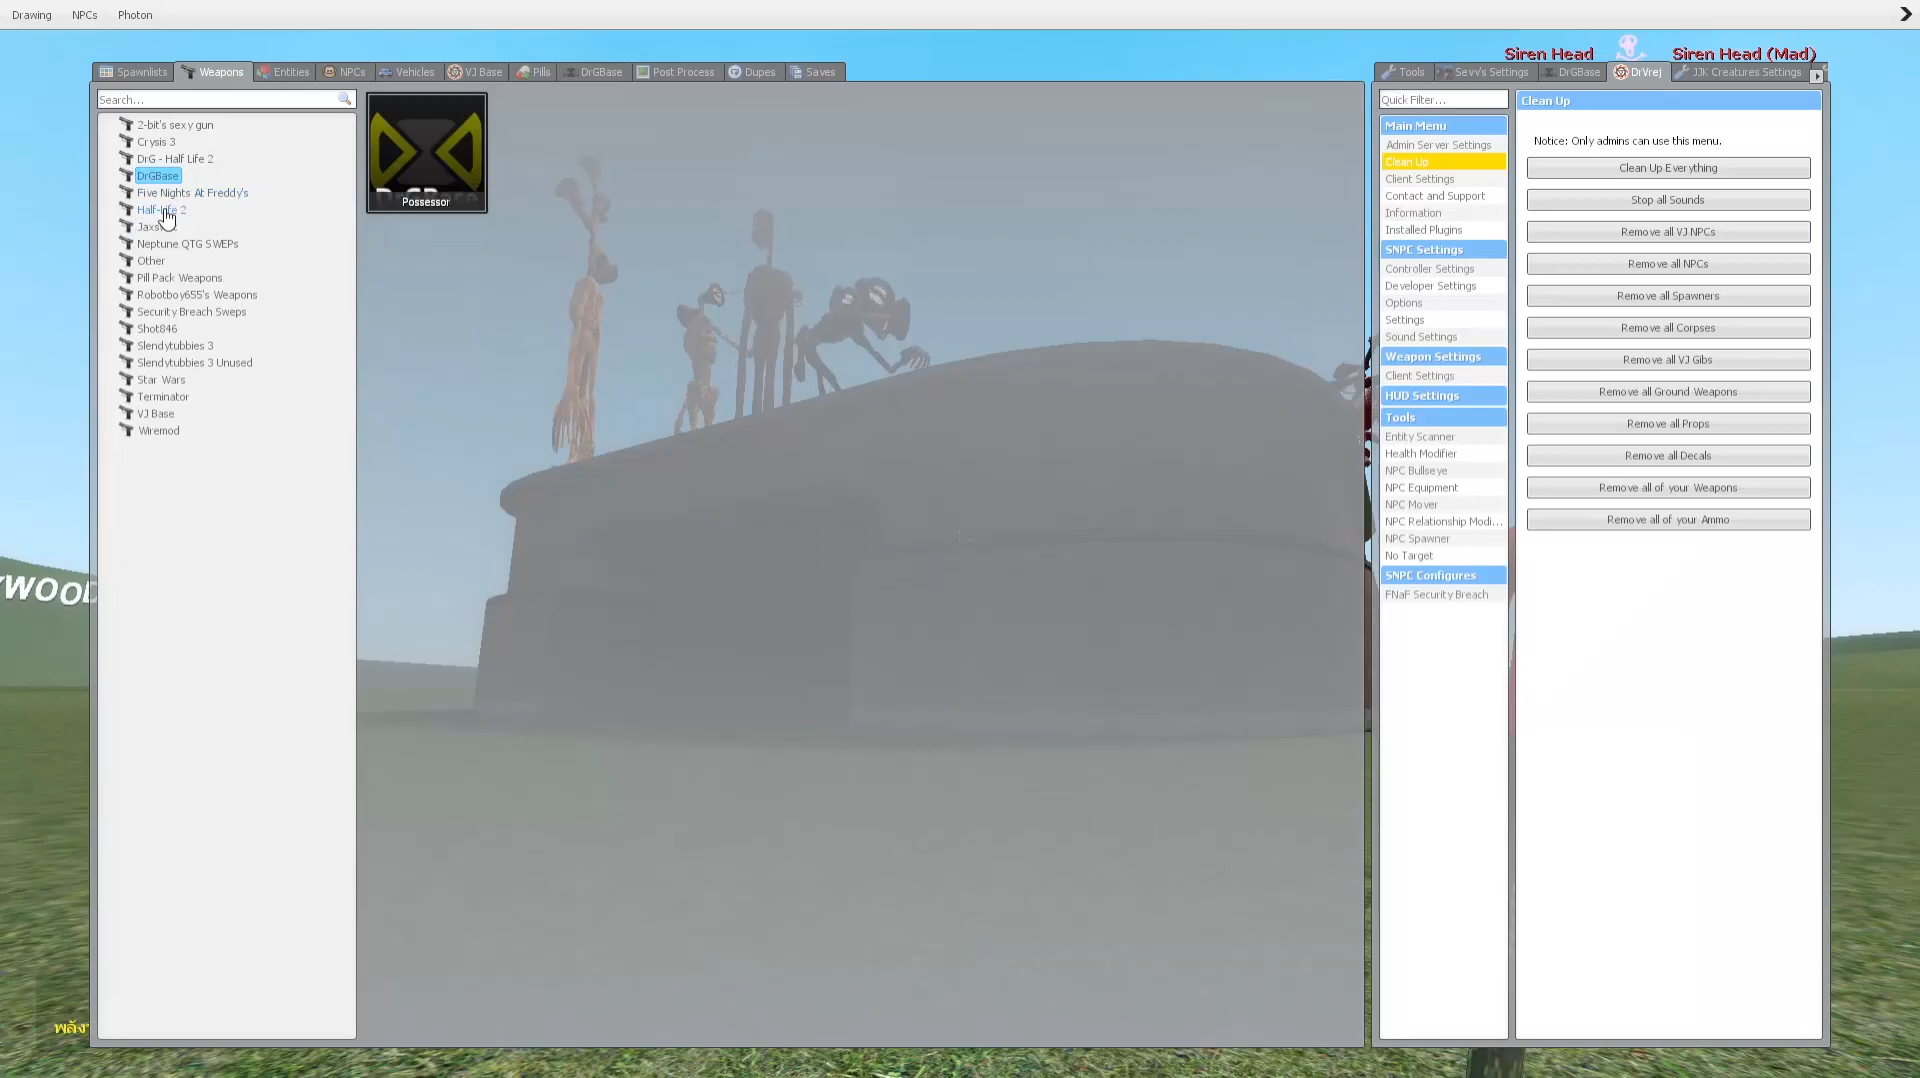 Drawing NPCs Photon
Siren Head Siren Head (Mad)
Spawnlists Weapons Entities NPCs Vehicles VJ Base Pills DrGBase Post Process Dupes Saves
Tools Sevv's Settings DrGBase DrVrej JJK Creatures Settings
Search...
2-bit's sexy gun
Crysis 3
DrG - Half Life 2
DrGBase
Five Nights At Freddy's
Half-Life 2
Neptune QTG SWEPs
Other
Pill Pack Weapons
Robotboy655's Weapons
Security Breach Sweps
Shot846
Slendytubbies 3
Slendytubbies 3 Unused
Star Wars
Terminator
VJ Base
Wiremod
DrGBase
Possessor
Quick Filter...
Main Menu
Admin Server Settings
Clean Up
Client Settings
Contact and Support
Information
Installed Plugins
SNPC Settings
Controller Settings
Developer Settings
Options
Settings
Sound Settings
Weapon Settings
Client Settings
HUD Settings
Tools
Entity Scanner
Health Modifier
NPC Bullseye
NPC Equipment
NPC Mover
NPC Relationship Modi...
NPC Spawner
No Target
SNPC Configures
FNaF Security Breach
Clean Up
Notice: Only admins can use this menu.
Clean Up Everything
Stop all Sounds
Remove all VJ NPCs
Remove all NPCs
Remove all Spawners
Remove all Corpses
Remove all VJ Gibs
Remove all Ground Weapons
Remove all Props
Remove all Decals
Remove all of your Weapons
Remove all of your Ammo
YWOOD
พลัง